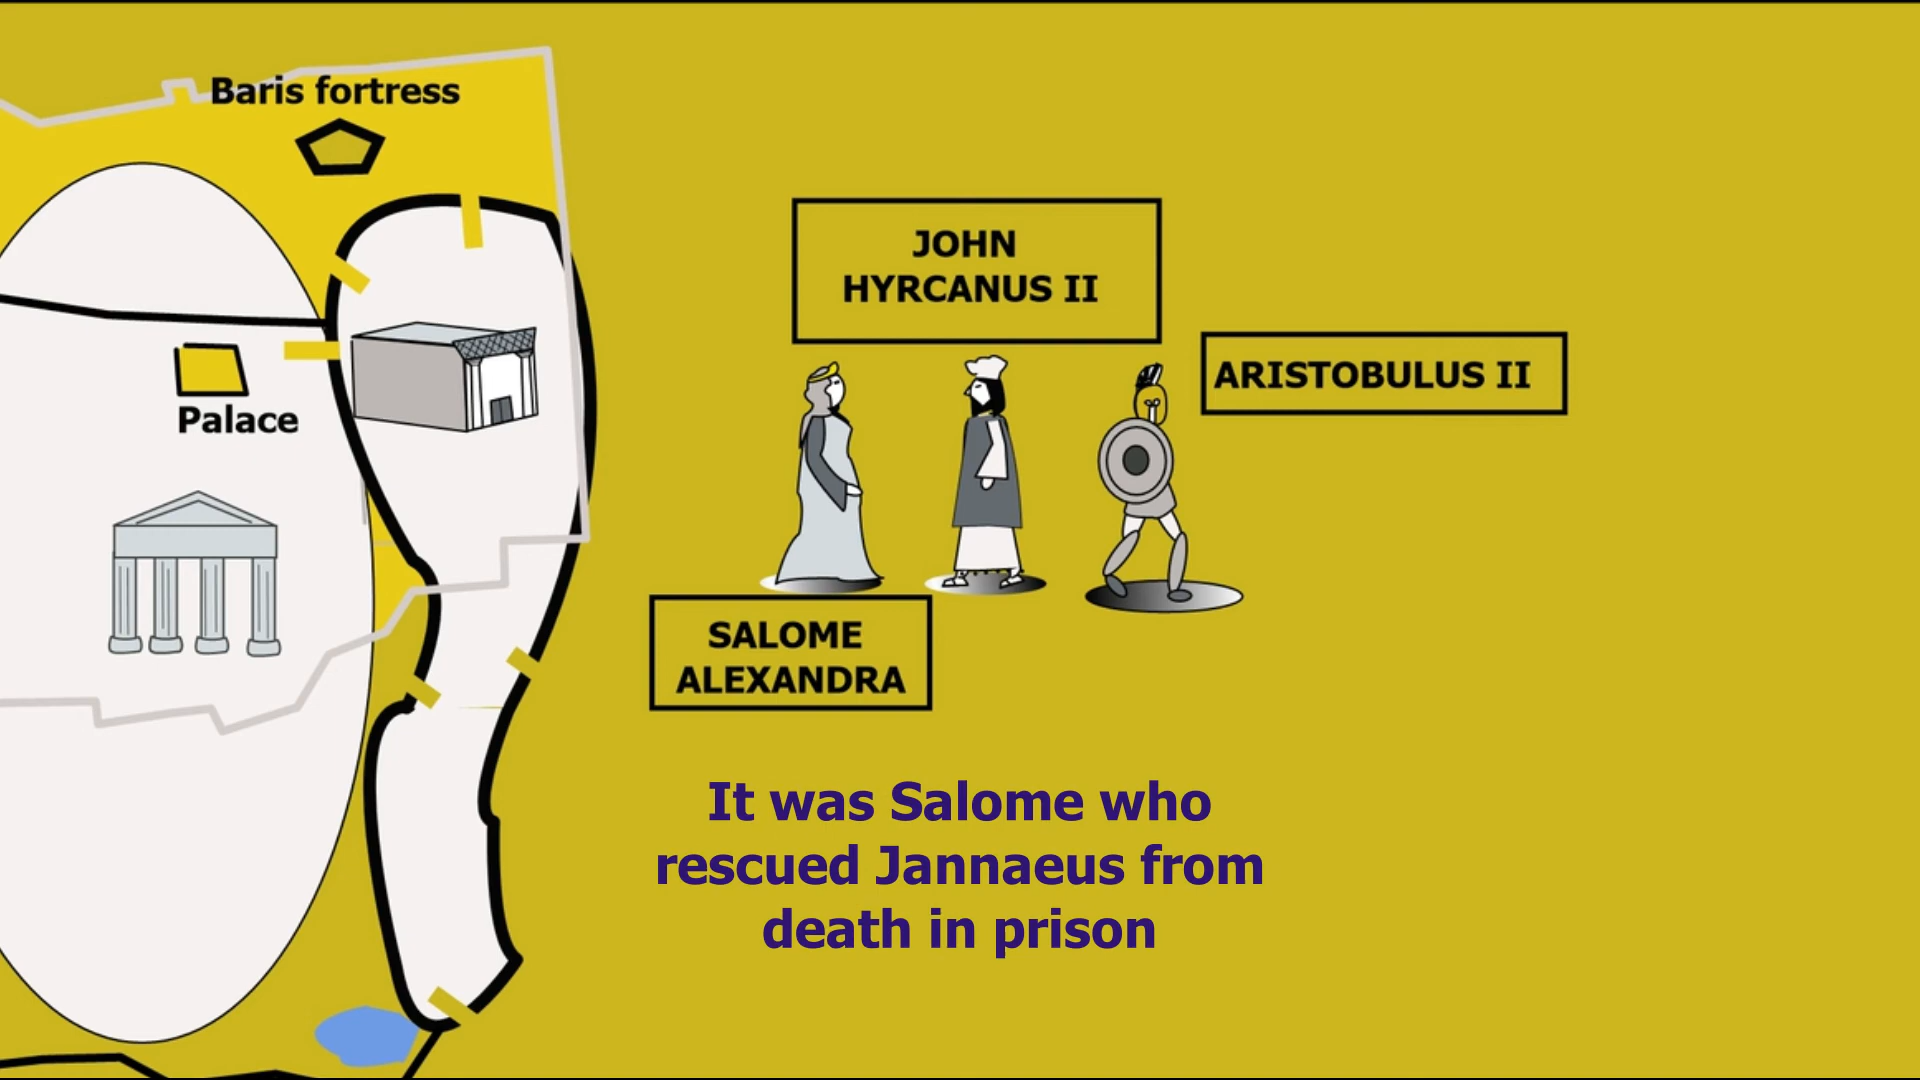 Baris fortress
JOHN
HYRCANUS II
ARISTOBULUS II
Palace
SALOME
ALEXANDRA
It was Salome who
rescued Jannaeus from
death in prison